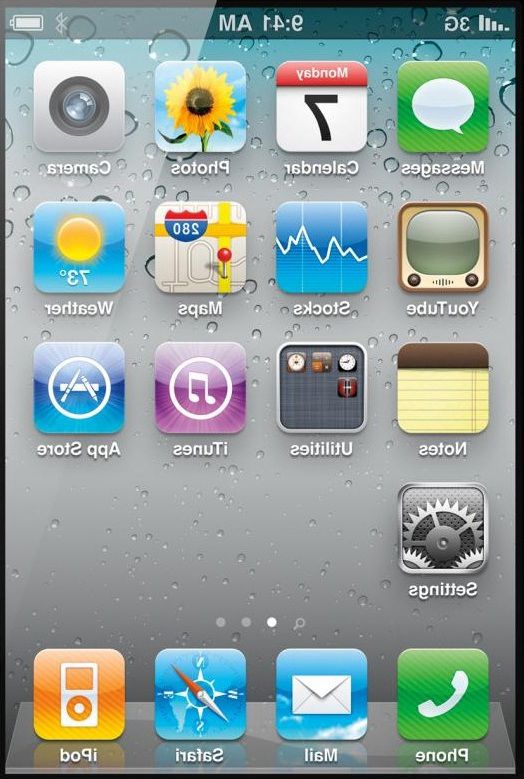 3G 9:41 AM
Monday
7
Messages Calendar Photos Camera
280 73°
YouTube Stocks Maps Weather
Notes Utilities iTunes App Store
Settings
N
S
Phone Mail Safari iPod